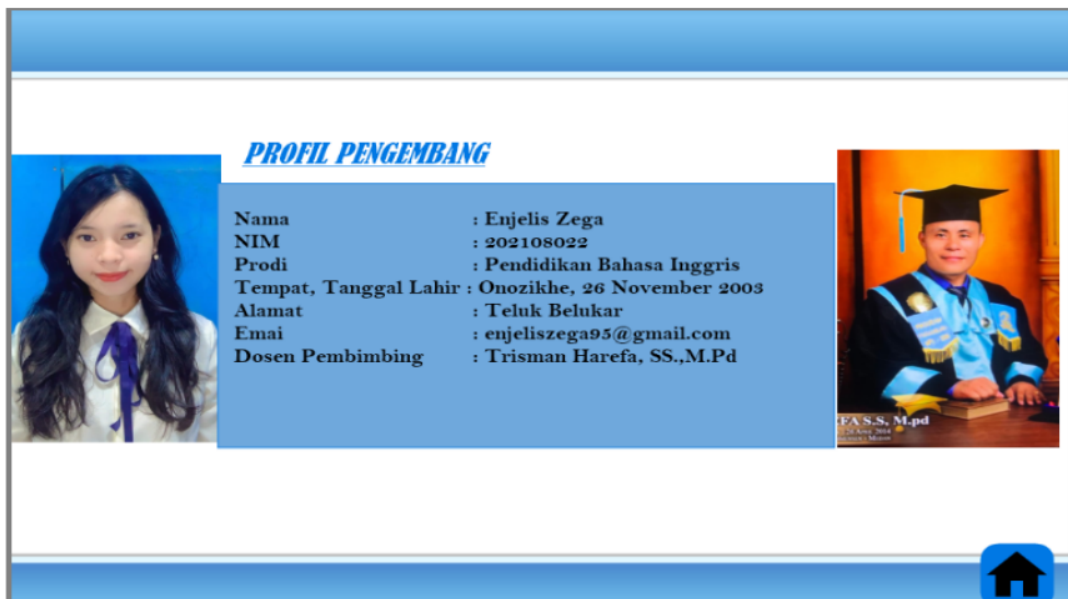 PROFIL PENGEMBANG
Nama : Enjelis Zega
NIM : 202108022
Prodi : Pendidikan Bahasa Inggris
Tempat, Tanggal Lahir : Onozikhe, 26 November 2003
Alamat : Teluk Belukar
Emai : enjeliszega95@gmail.com
Dosen Pembimbing : Trisman Harefa, SS.,M.Pd
FA S.S, M.pd